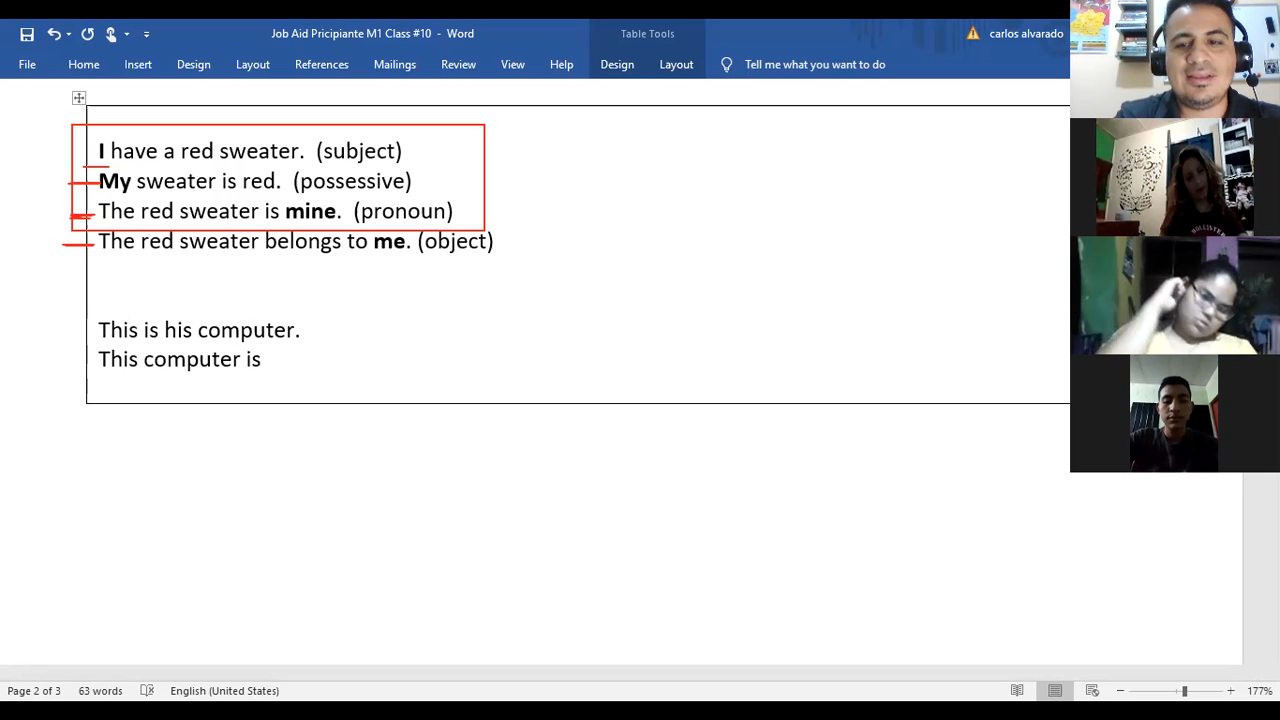 Job Aid Pricipiante M1 Class #10 - Word
Table Tools
carlos alvarado
File Home Insert Design Layout References Mailings Review View Help Design Layout Tell me what you want to do
I have a red sweater. (subject)
My sweater is red. (possessive)
The red sweater is mine. (pronoun)
The red sweater belongs to me. (object)
This is his computer.
This computer is
HOLLISTER
Page 2 of 3 63 words English (United States) 177%